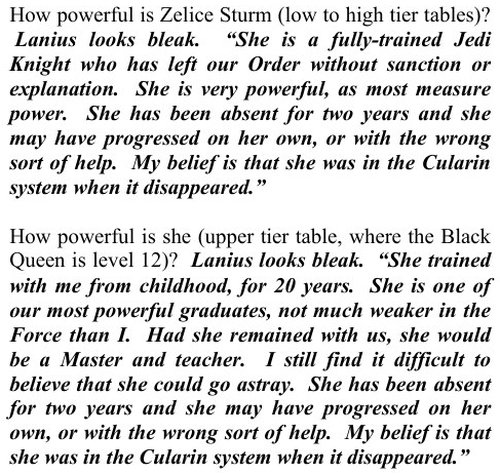 How powerful is Zelice Sturm (low to high tier tables)?
Lanius looks bleak. “She is a fully-trained Jedi
Knight who has left our Order without sanction or
explanation. She is very powerful, as most measure
power. She has been absent for two years and she
may have progressed on her own, or with the wrong
sort of help. My belief is that she was in the Cularin
system when it disappeared.”
How powerful is she (upper tier table, where the Black
Queen is level 12)? Lanius looks bleak. “She trained
with me from childhood, for 20 years. She is one of
our most powerful graduates, not much weaker in the
Force than I. Had she remained with us, she would
be a Master and teacher. I still find it difficult to
believe that she could go astray. She has been absent
for two years and she may have progressed on her
own, or with the wrong sort of help. My belief is that
she was in the Cularin system when it disappeared.”